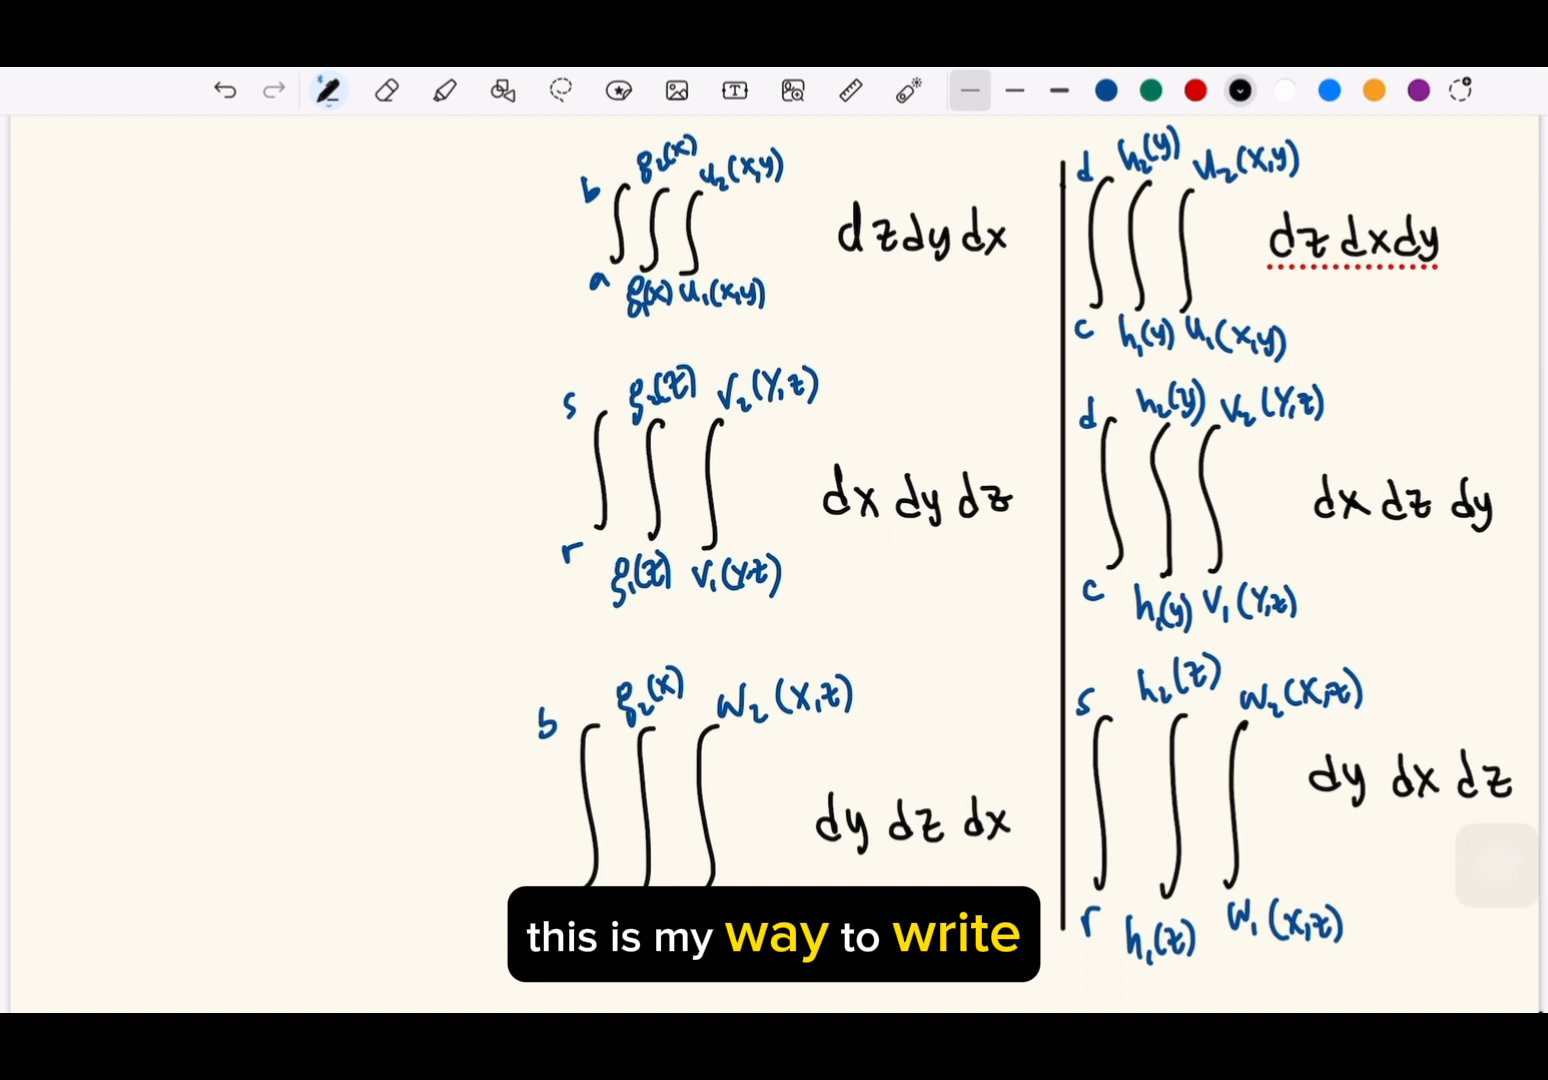 b g₂(x) u₂(x,y)
∫ ∫ ∫ dz dy dx
a g₁(x) u₁(x,y)
s g₂(z) v₂(y,z)
∫ ∫ ∫ dx dy dz
r g₁(z) v₁(y,z)
b g₂(x) w₂(x,z)
∫ ∫ ∫ dy dz dx
d h₂(y) u₂(x,y)
∫ ∫ ∫ dz dx dy
c h₁(y) u₁(x,y)
d h₂(y) v₂(y,z)
∫ ∫ ∫ dx dz dy
c h₁(y) v₁(y,z)
s h₂(z) w₂(x,z)
∫ ∫ ∫ dy dx dz
r h₁(z) w₁(x,z)
this is my way to write